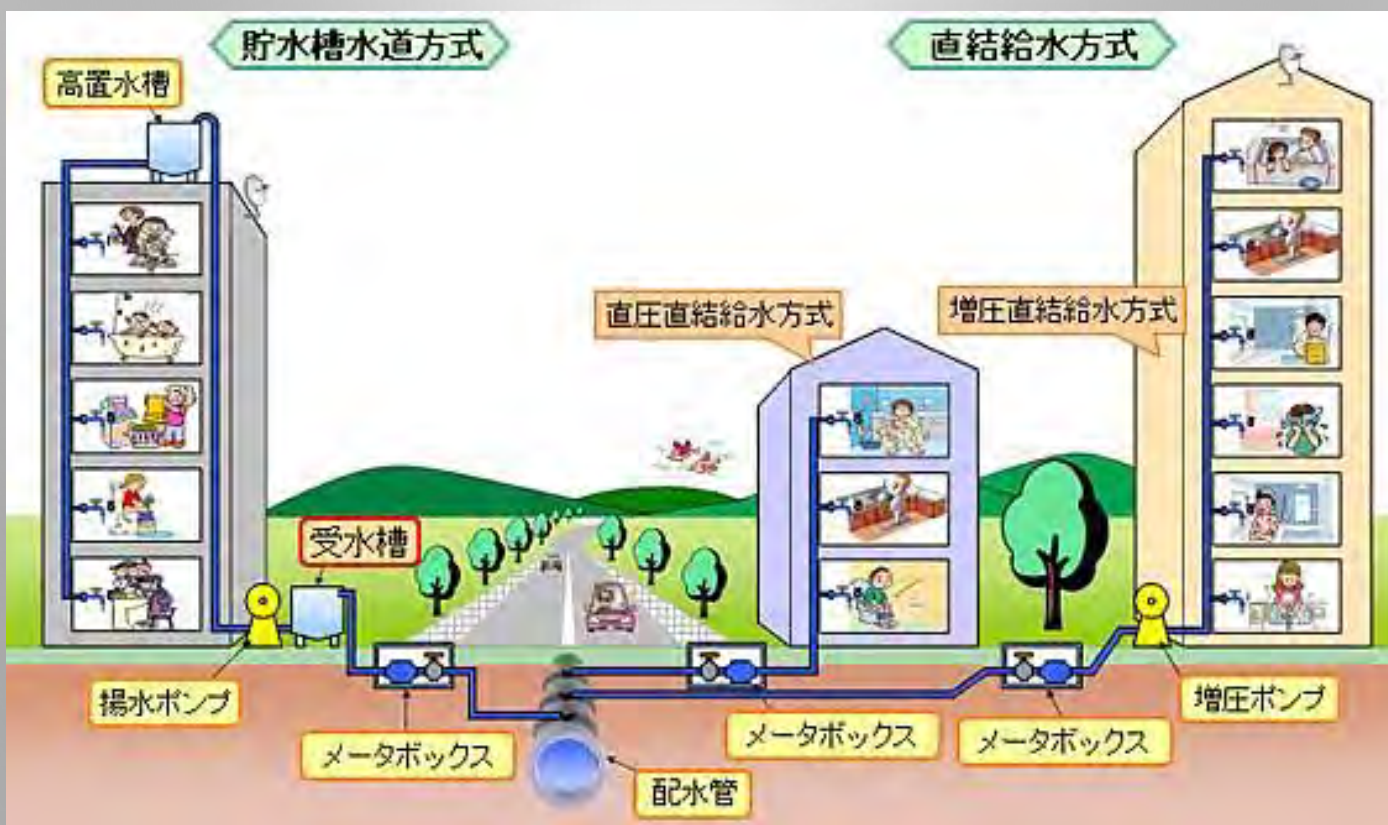 貯水槽水道方式
直結給水方式
高置水槽
直圧直結給水方式
増圧直結給水方式
受水槽
揚水ポンプ
メータボックス
メータボックス
メータボックス
増圧ポンプ
配水管